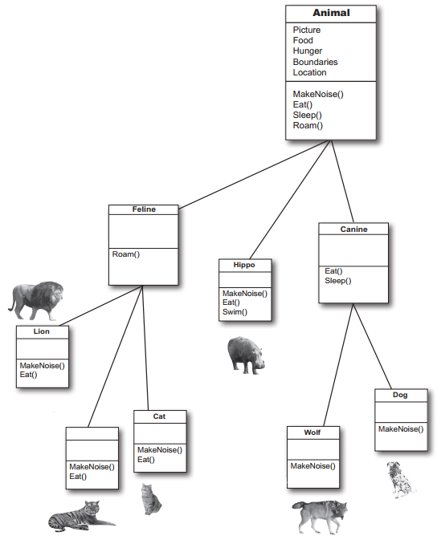 Animal
Picture
Food
Hunger
Boundaries
Location
MakeNoise()
Eat()
Sleep()
Roam()
Feline
Roam()
Hippo
MakeNoise()
Eat()
Swim()
Canine
Eat()
Sleep()
Lion
MakeNoise()
Eat()
MakeNoise()
Eat()
Cat
MakeNoise()
Eat()
Wolf
MakeNoise()
Dog
MakeNoise()